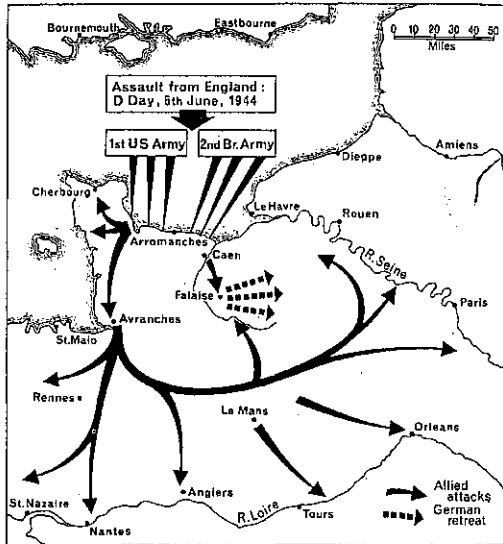 Bournemouth
Eastbourne
0 10 20 30 40 50
Miles
Assault from England:
D Day, 6th June, 1944
1st US Army
2nd Br. Army
Cherbourg
Dieppe
Amiens
Le Havre
Rouen
Arromanches
Caen
R. Seine
Falaise
Paris
Avranches
St. Malo
Rennes
Le Mans
Orleans
St. Nazaire
Angiers
R. Loire
Tours
Nantes
Allied
attacks
German
retreat